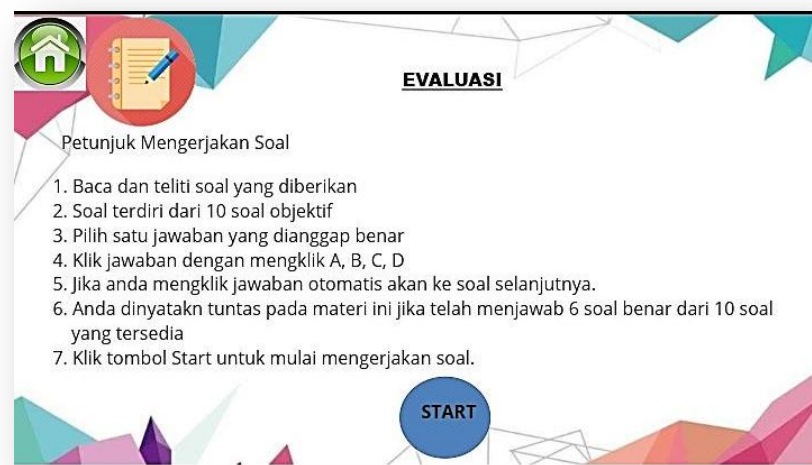 EVALUASI
Petunjuk Mengerjakan Soal
1. Baca dan teliti soal yang diberikan
2. Soal terdiri dari 10 soal objektif
3. Pilih satu jawaban yang dianggap benar
4. Klik jawaban dengan mengklik A, B, C, D
5. Jika anda mengklik jawaban otomatis akan ke soal selanjutnya.
6. Anda dinyatakn tuntas pada materi ini jika telah menjawab 6 soal benar dari 10 soal
yang tersedia
7. Klik tombol Start untuk mulai mengerjakan soal.
START